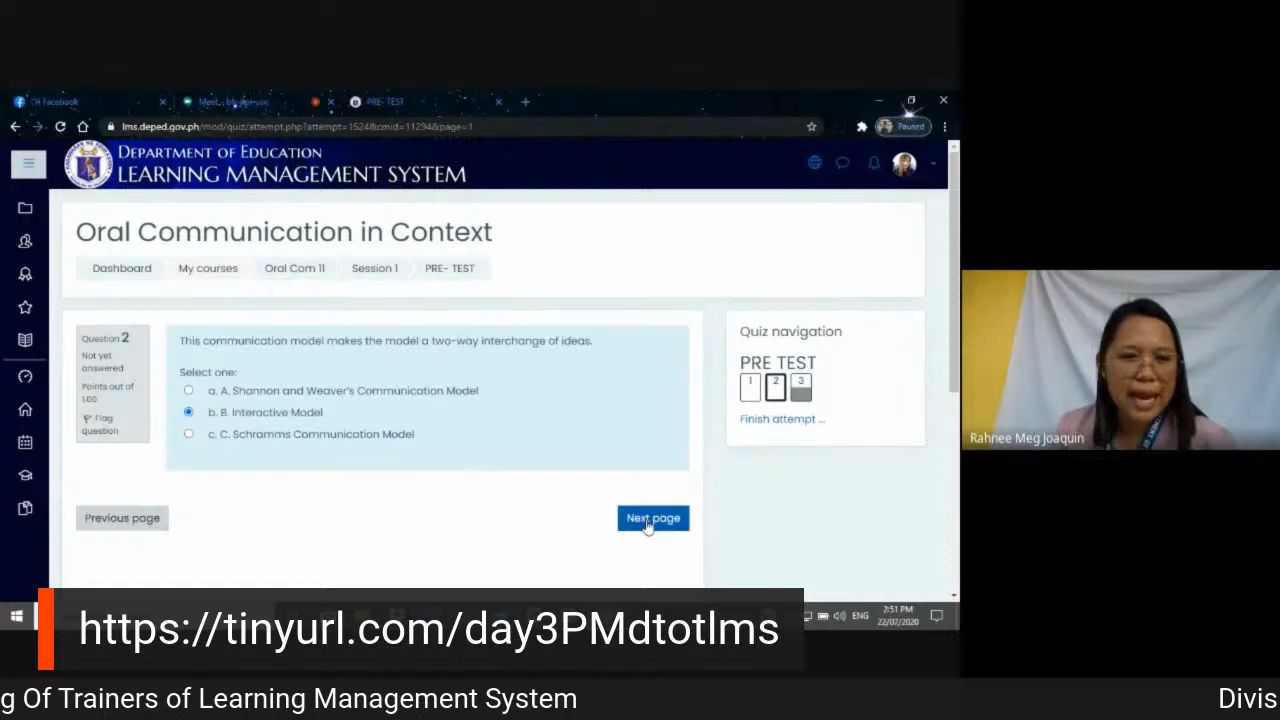 Facebook
PRE- TEST
lms.deped.gov.ph/mod/quiz/attempt.php?attempt=1524&cmid=11294&page=1
Paused
DEPARTMENT OF EDUCATION
LEARNING MANAGEMENT SYSTEM
Oral Communication in Context
Dashboard
My courses
Oral Com 11
Session 1
PRE- TEST
Question 2
Not yet
answered
Points out of
1.00
Flag
question
This communication model makes the model a two-way interchange of ideas.
Select one:
a. A. Shannon and Weaver's Communication Model
b. B. Interactive Model
c. C. Schramms Communication Model
Previous page
Next page
Quiz navigation
PRE TEST
1 2 3
Finish attempt ...
Rahnee Meg Joaquin
ENG
2:51 PM
22/07/2020
https://tinyurl.com/day3PMdtotlms
g Of Trainers of Learning Management System
Divis